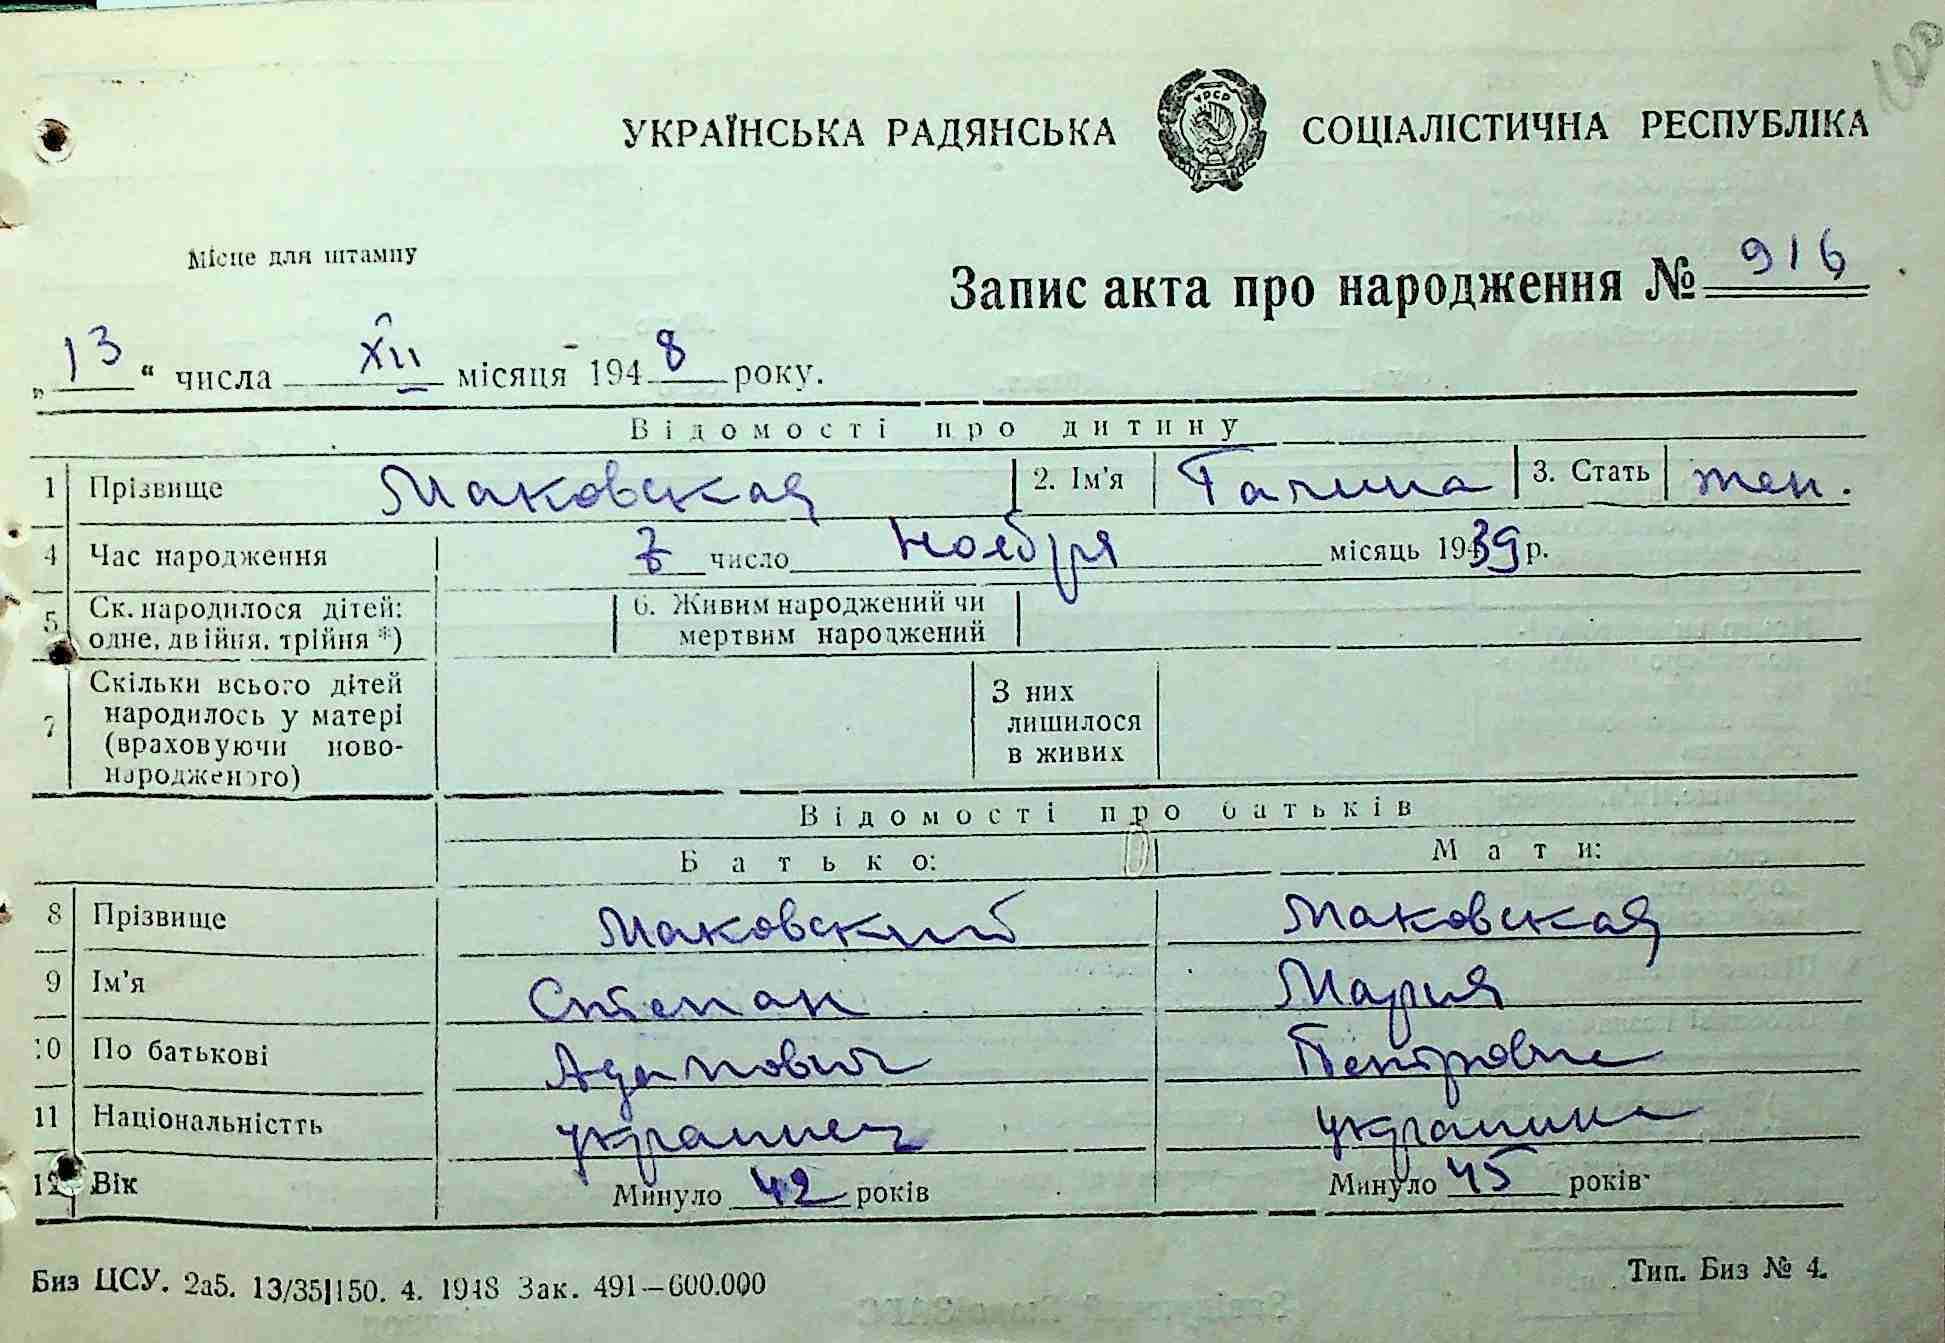 УКРАЇНСЬКА РАДЯНСЬКА СОЦІАЛІСТИЧНА РЕСПУБЛІКА
УРСР
Місце для штампу
Запис акта про народження № 916
„13“ числа XII місяця 1948 року.
Відомості про дитину
1 Прізвище Маковская 2. Ім'я Галина 3. Стать жен.
4 Час народження число ноября місяць 1939 р.
5 Ск. народилося дітей: 6. Живим народжений чи
одне, двійня, трійня *) мертвим народжений
7 Скільки всього дітей З них
народилось у матері лишилося
(враховуючи ново- в живих
народженого)
Відомості про батьків
Батько: Мати:
8 Прізвище Маковский Маковская
9 Ім'я Степан Мария
10 По батькові Адамович Петровна
11 Національністть украинец украинка
12 Вік Минуло 42 років Минуло 45 років
Биз ЦСУ. 2а5. 13/35|150. 4. 1948 Зак. 491—600.000 Тип. Биз № 4.